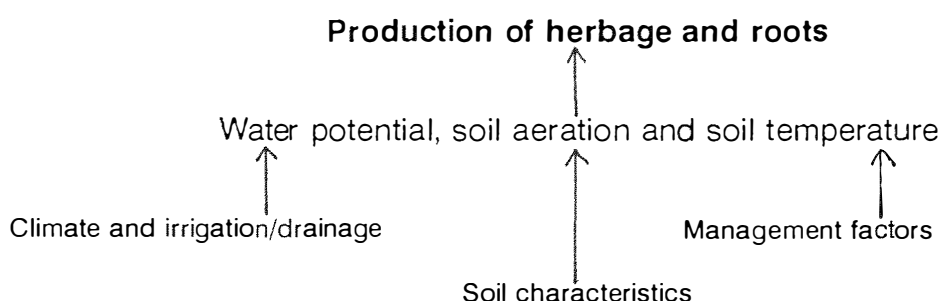 Production of herbage and roots
Water potential, soil aeration and soil temperature
Climate and irrigation/drainage
Management factors
Soil characteristics